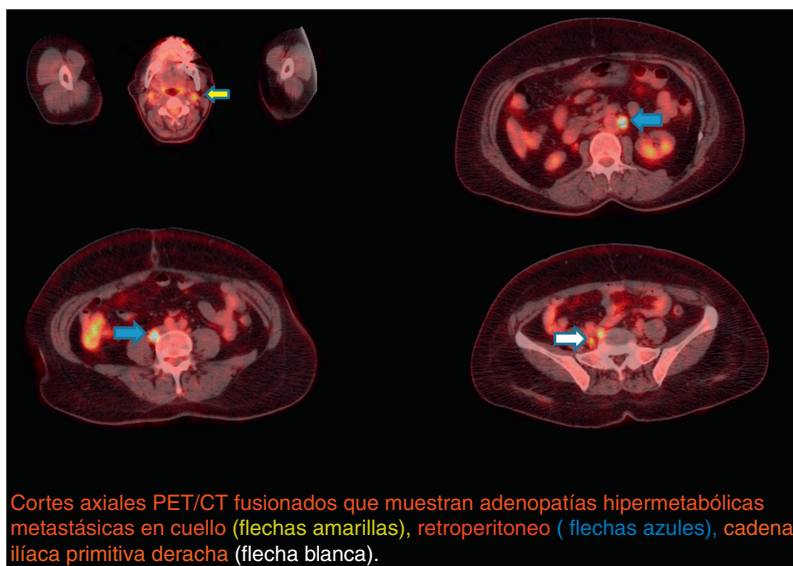 Cortes axiales PET/CT fusionados que muestran adenopatías hipermetabólicas
metastásicas en cuello (flechas amarillas), retroperitoneo ( flechas azules), cadena
ilíaca primitiva deracha (flecha blanca).